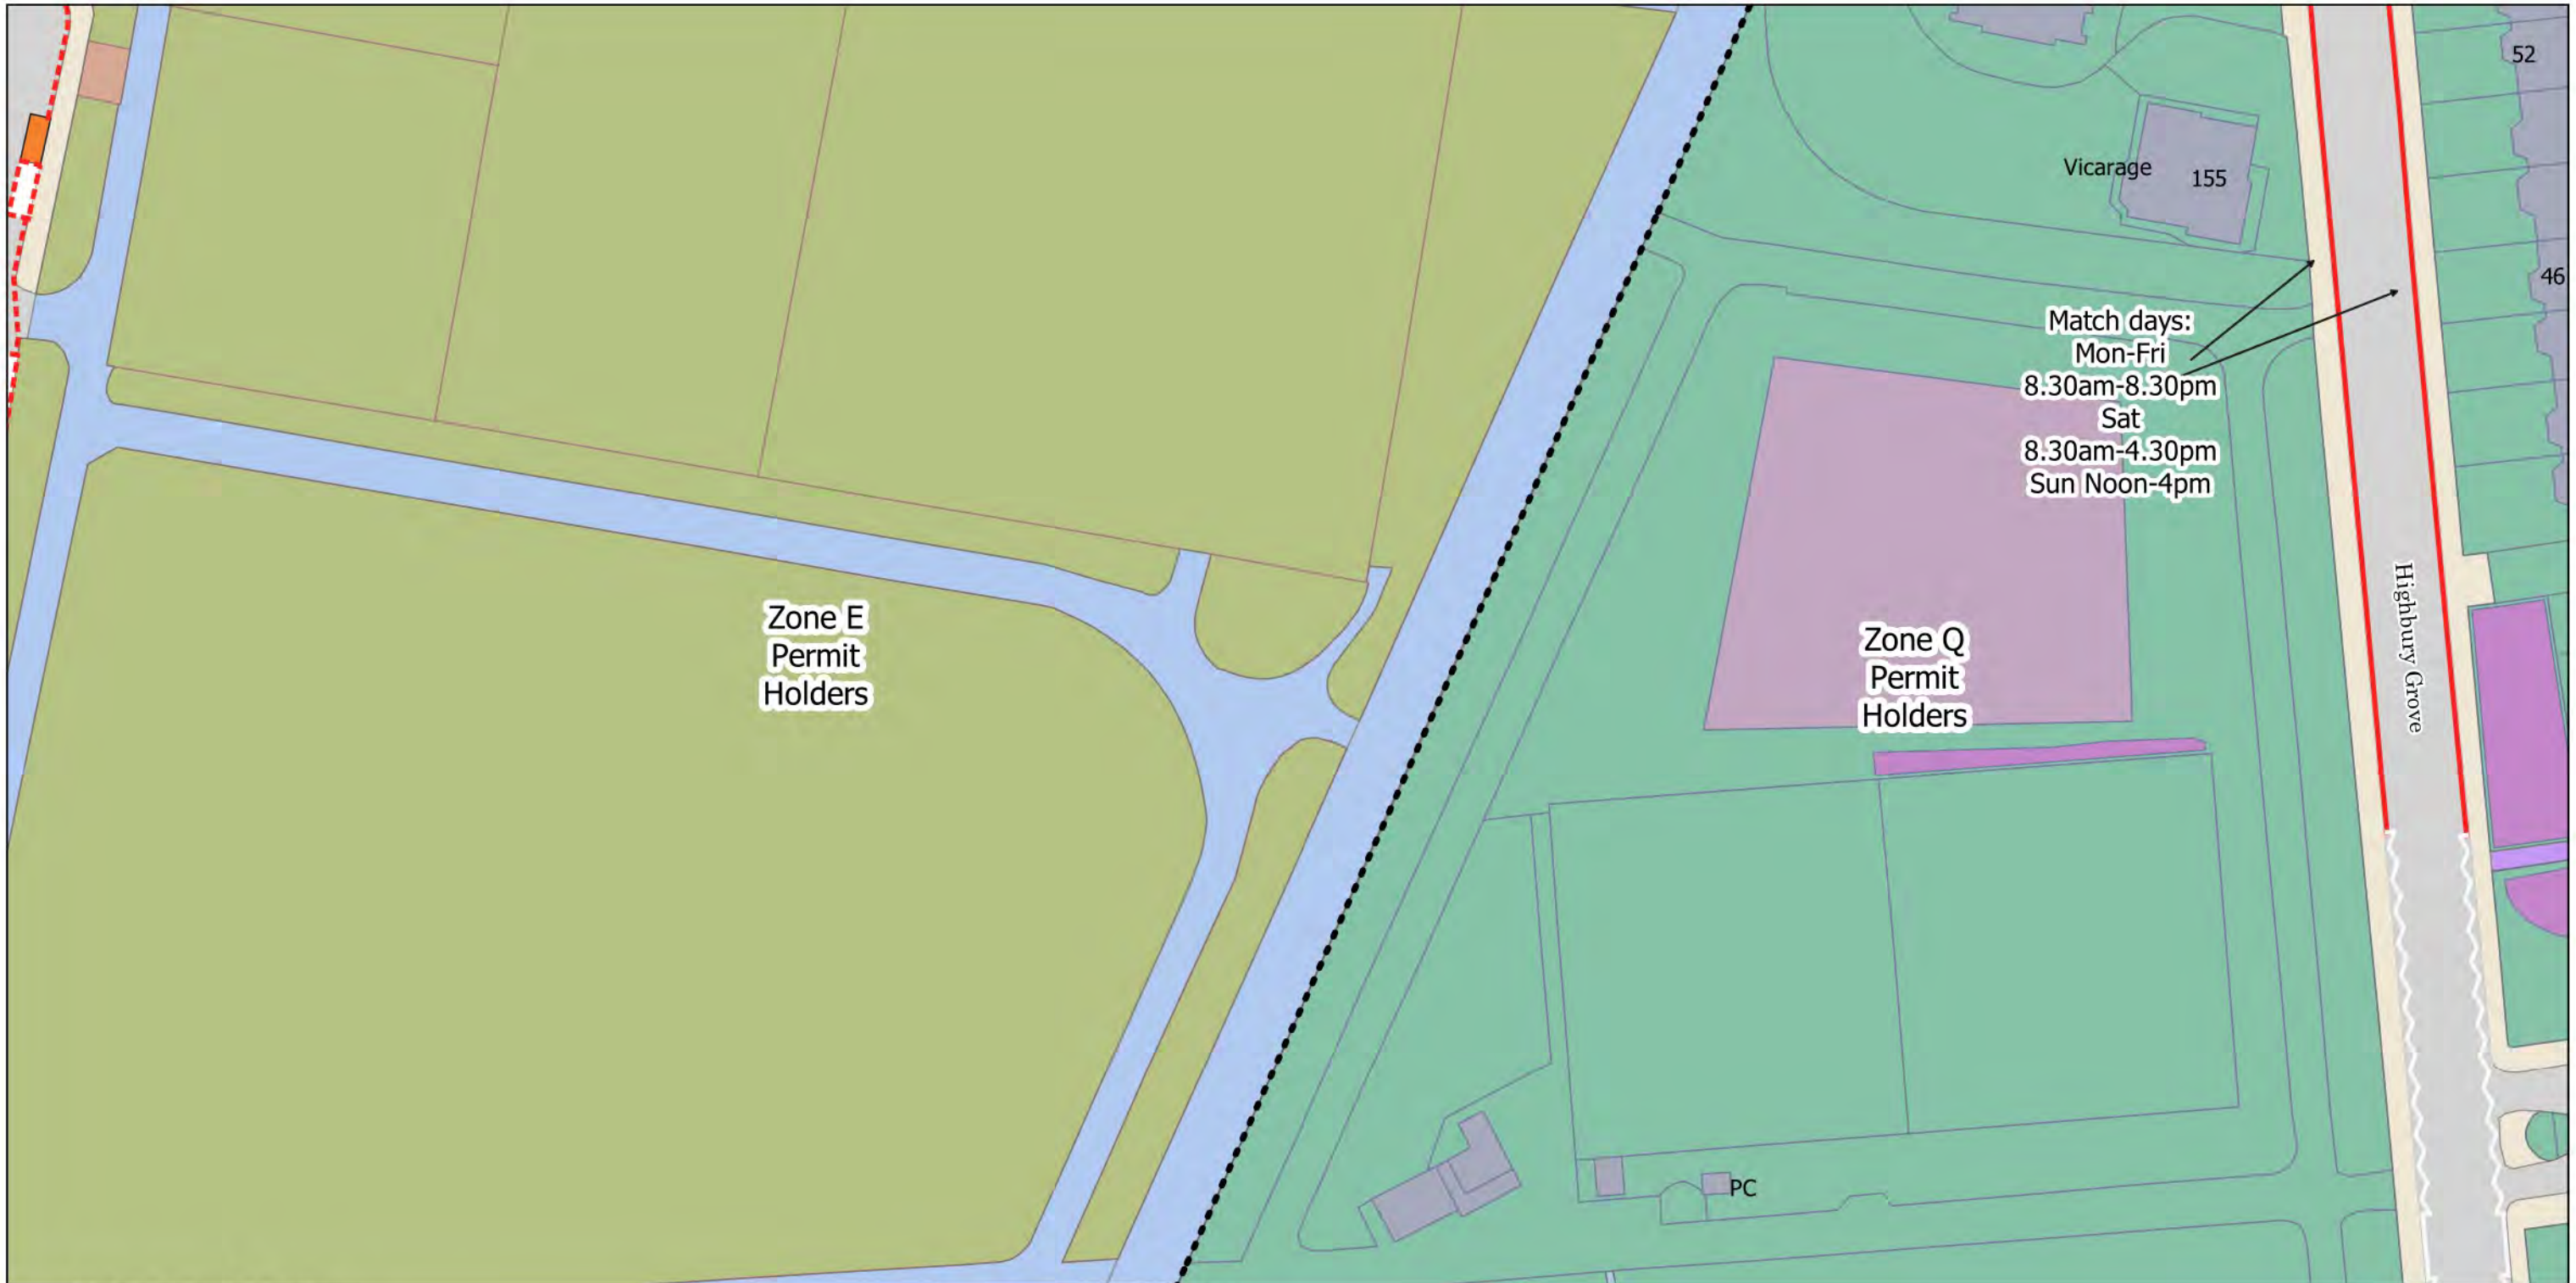 52
Vicarage
155
46
Match days:
Mon-Fri
8.30am-8.30pm
Sat
8.30am-4.30pm
Sun Noon-4pm
Highbury Grove
Zone E
Permit
Holders
Zone Q
Permit
Holders
PC